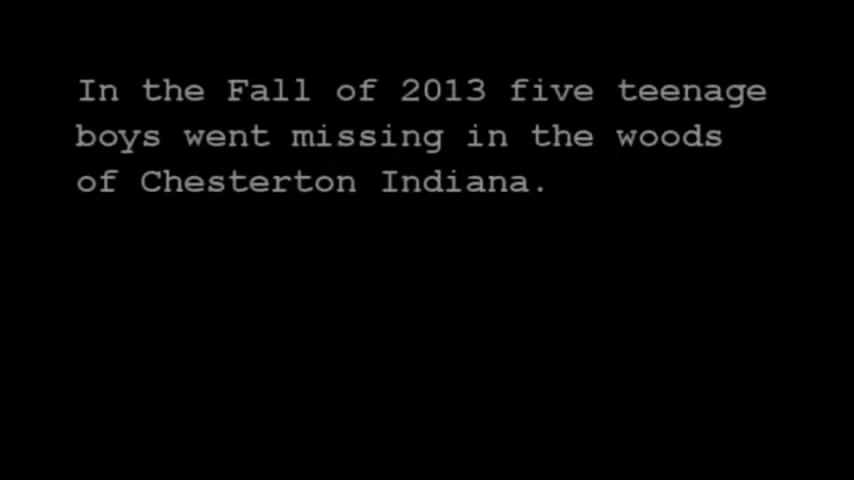 In the Fall of 2013 five teenage
boys went missing in the woods
of Chesterton Indiana.